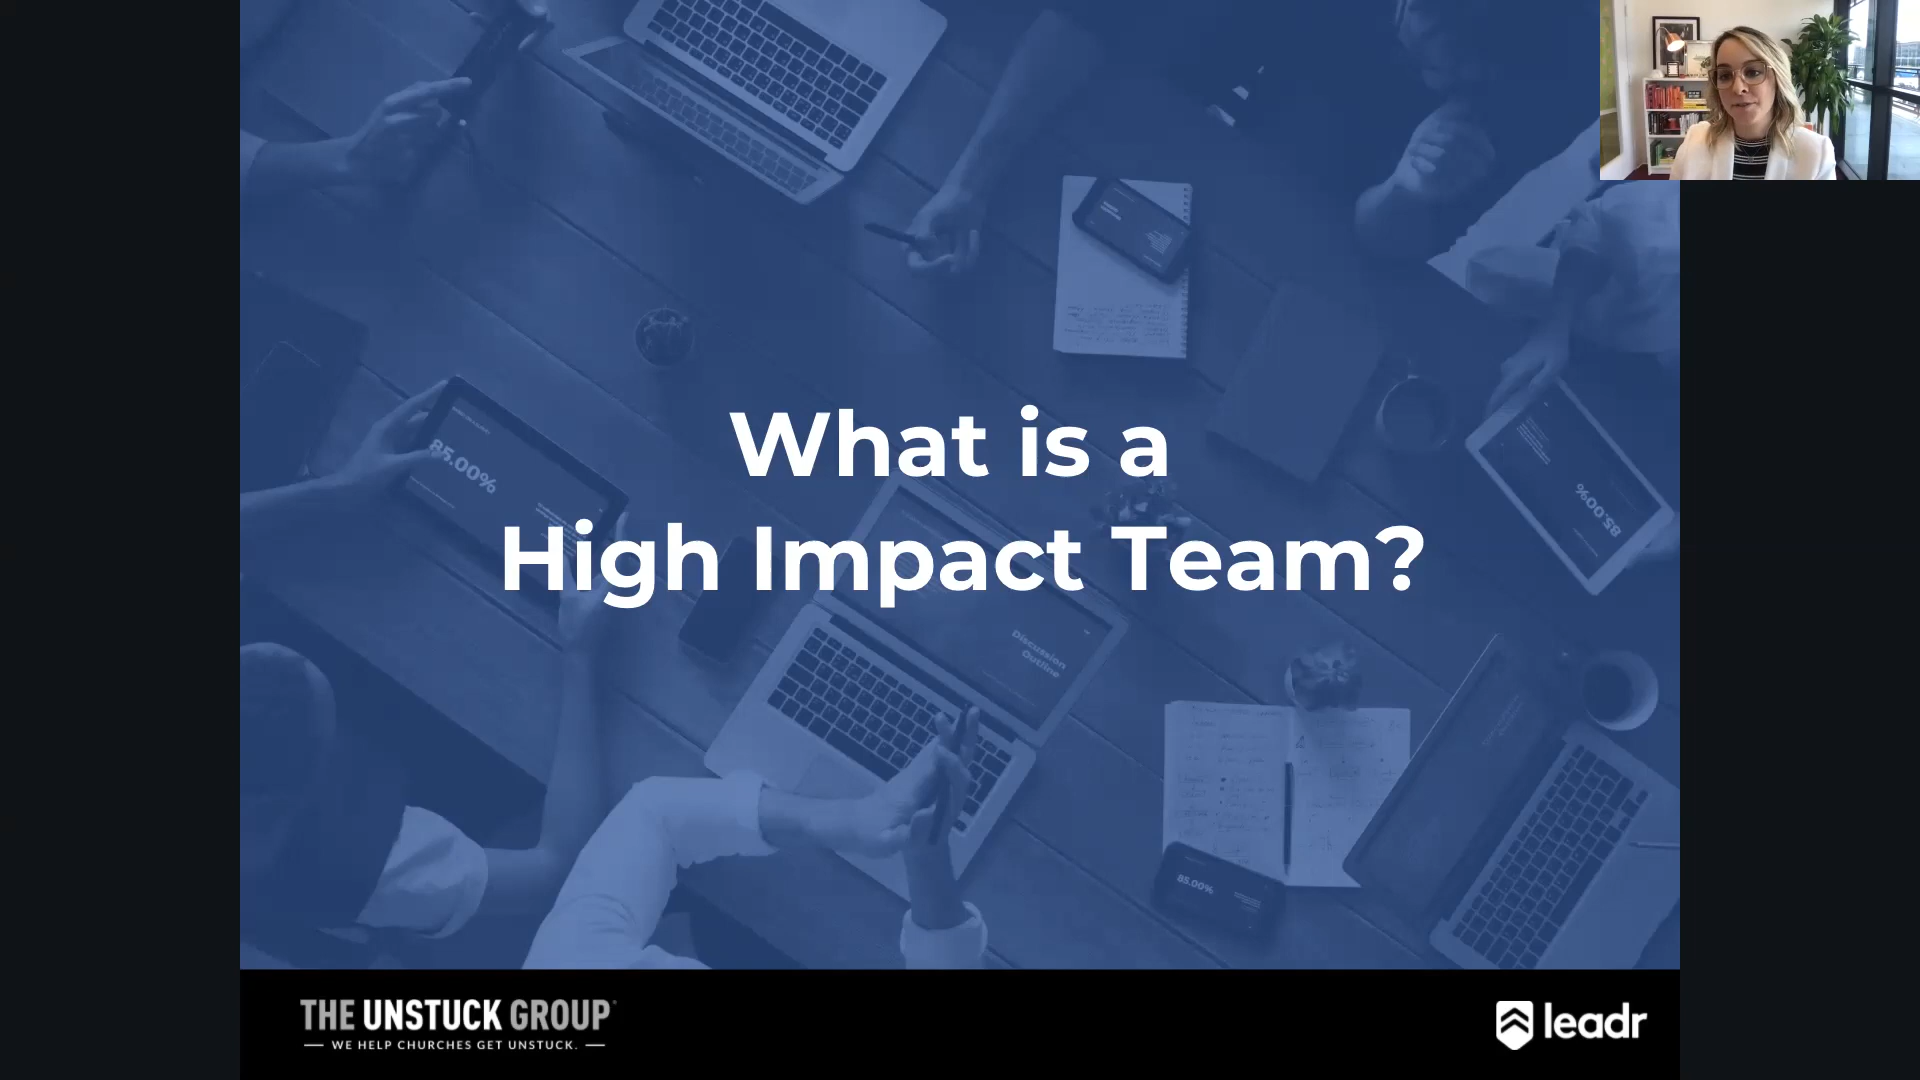 What is a
High Impact Team?
85.00%
85.00%
Discussion
Outline
85.00%
THE UNSTUCK GROUP
WE HELP CHURCHES GET UNSTUCK.
leadr